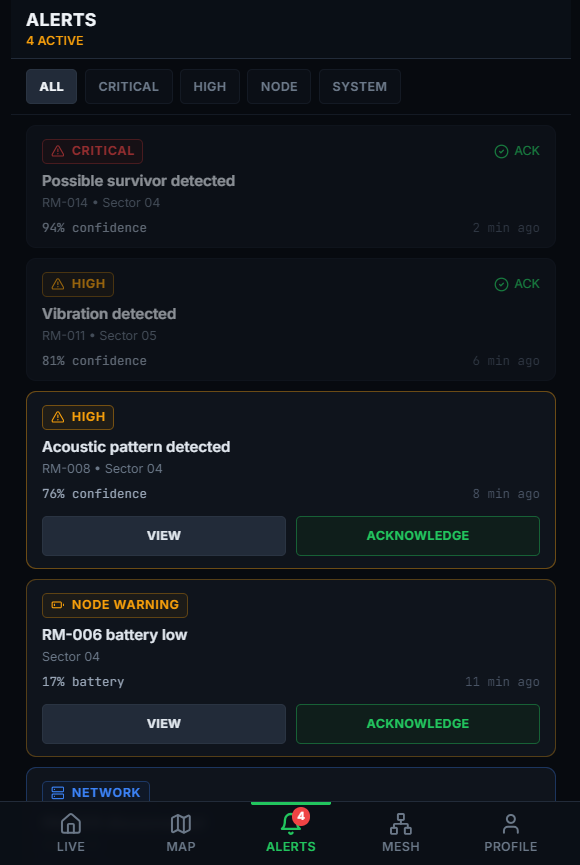 ALERTS
4 ACTIVE
ALL CRITICAL HIGH NODE SYSTEM
CRITICAL ACK
Possible survivor detected
RM-014 • Sector 04
94% confidence 2 min ago
HIGH ACK
Vibration detected
RM-011 • Sector 05
81% confidence 6 min ago
HIGH
Acoustic pattern detected
RM-008 • Sector 04
76% confidence 8 min ago
VIEW ACKNOWLEDGE
NODE WARNING
RM-006 battery low
Sector 04
17% battery 11 min ago
VIEW ACKNOWLEDGE
NETWORK
4
LIVE MAP ALERTS MESH PROFILE